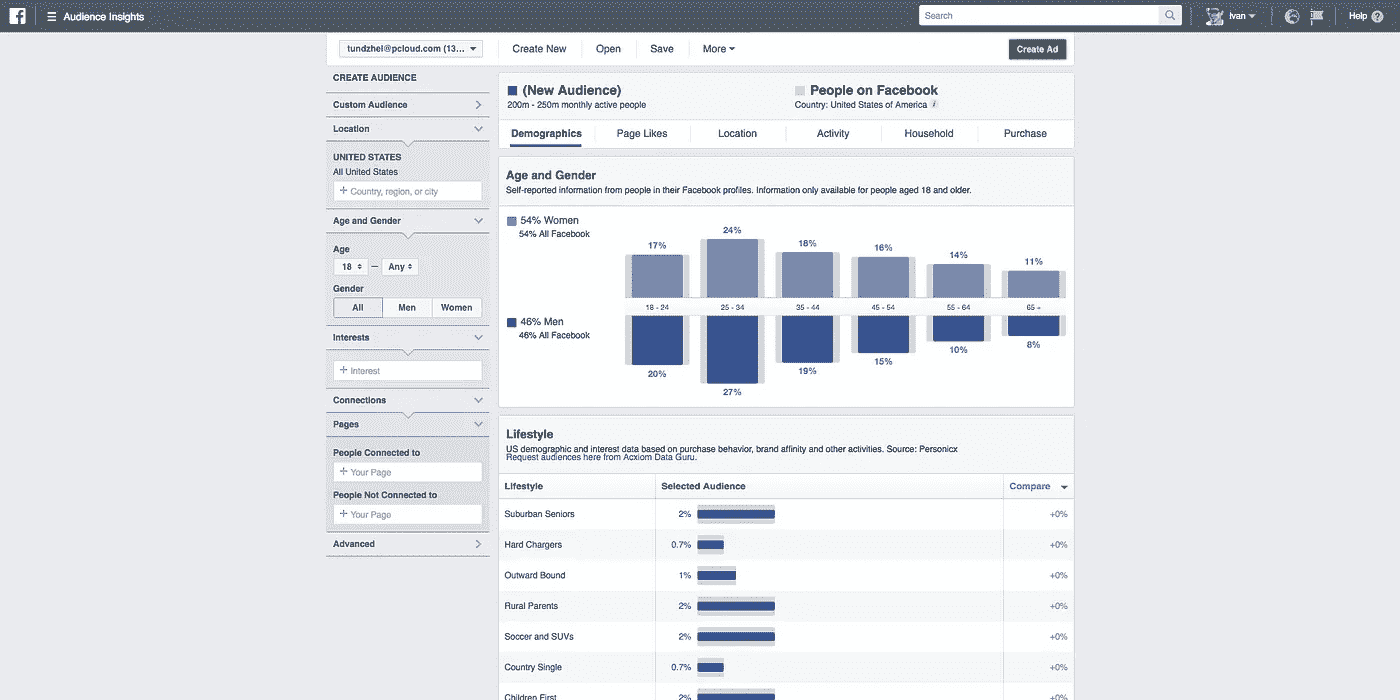 f
Audience Insights
Search
Ivan
Help
tundzhel@pcloud.com (13...
Create New
Open
Save
More
Create Ad
CREATE AUDIENCE
Custom Audience
Location
UNITED STATES
All United States
+ Country, region, or city
Age and Gender
Age
18 — Any
Gender
All Men Women
Interests
+ Interest
Connections
Pages
People Connected to
+ Your Page
People Not Connected to
+ Your Page
Advanced
(New Audience)
200m - 250m monthly active people
People on Facebook
Country: United States of America i
Demographics Page Likes Location Activity Household Purchase
Age and Gender
Self-reported information from people in their Facebook profiles. Information only available for people aged 18 and older.
54% Women
54% All Facebook
17% 24% 18% 16% 14% 11%
18 - 24 25 - 34 35 - 44 45 - 54 55 - 64 65 +
46% Men
46% All Facebook
20% 27% 19% 15% 10% 8%
Lifestyle
US demographic and interest data based on purchase behavior, brand affinity and other activities. Source: Personicx
Request audiences here from Acxiom Data Guru.
Lifestyle Selected Audience Compare
Suburban Seniors 2% +0%
Hard Chargers 0.7% +0%
Outward Bound 1% +0%
Rural Parents 2% +0%
Soccer and SUVs 2% +0%
Country Single 0.7% +0%
Children First 2% +0%